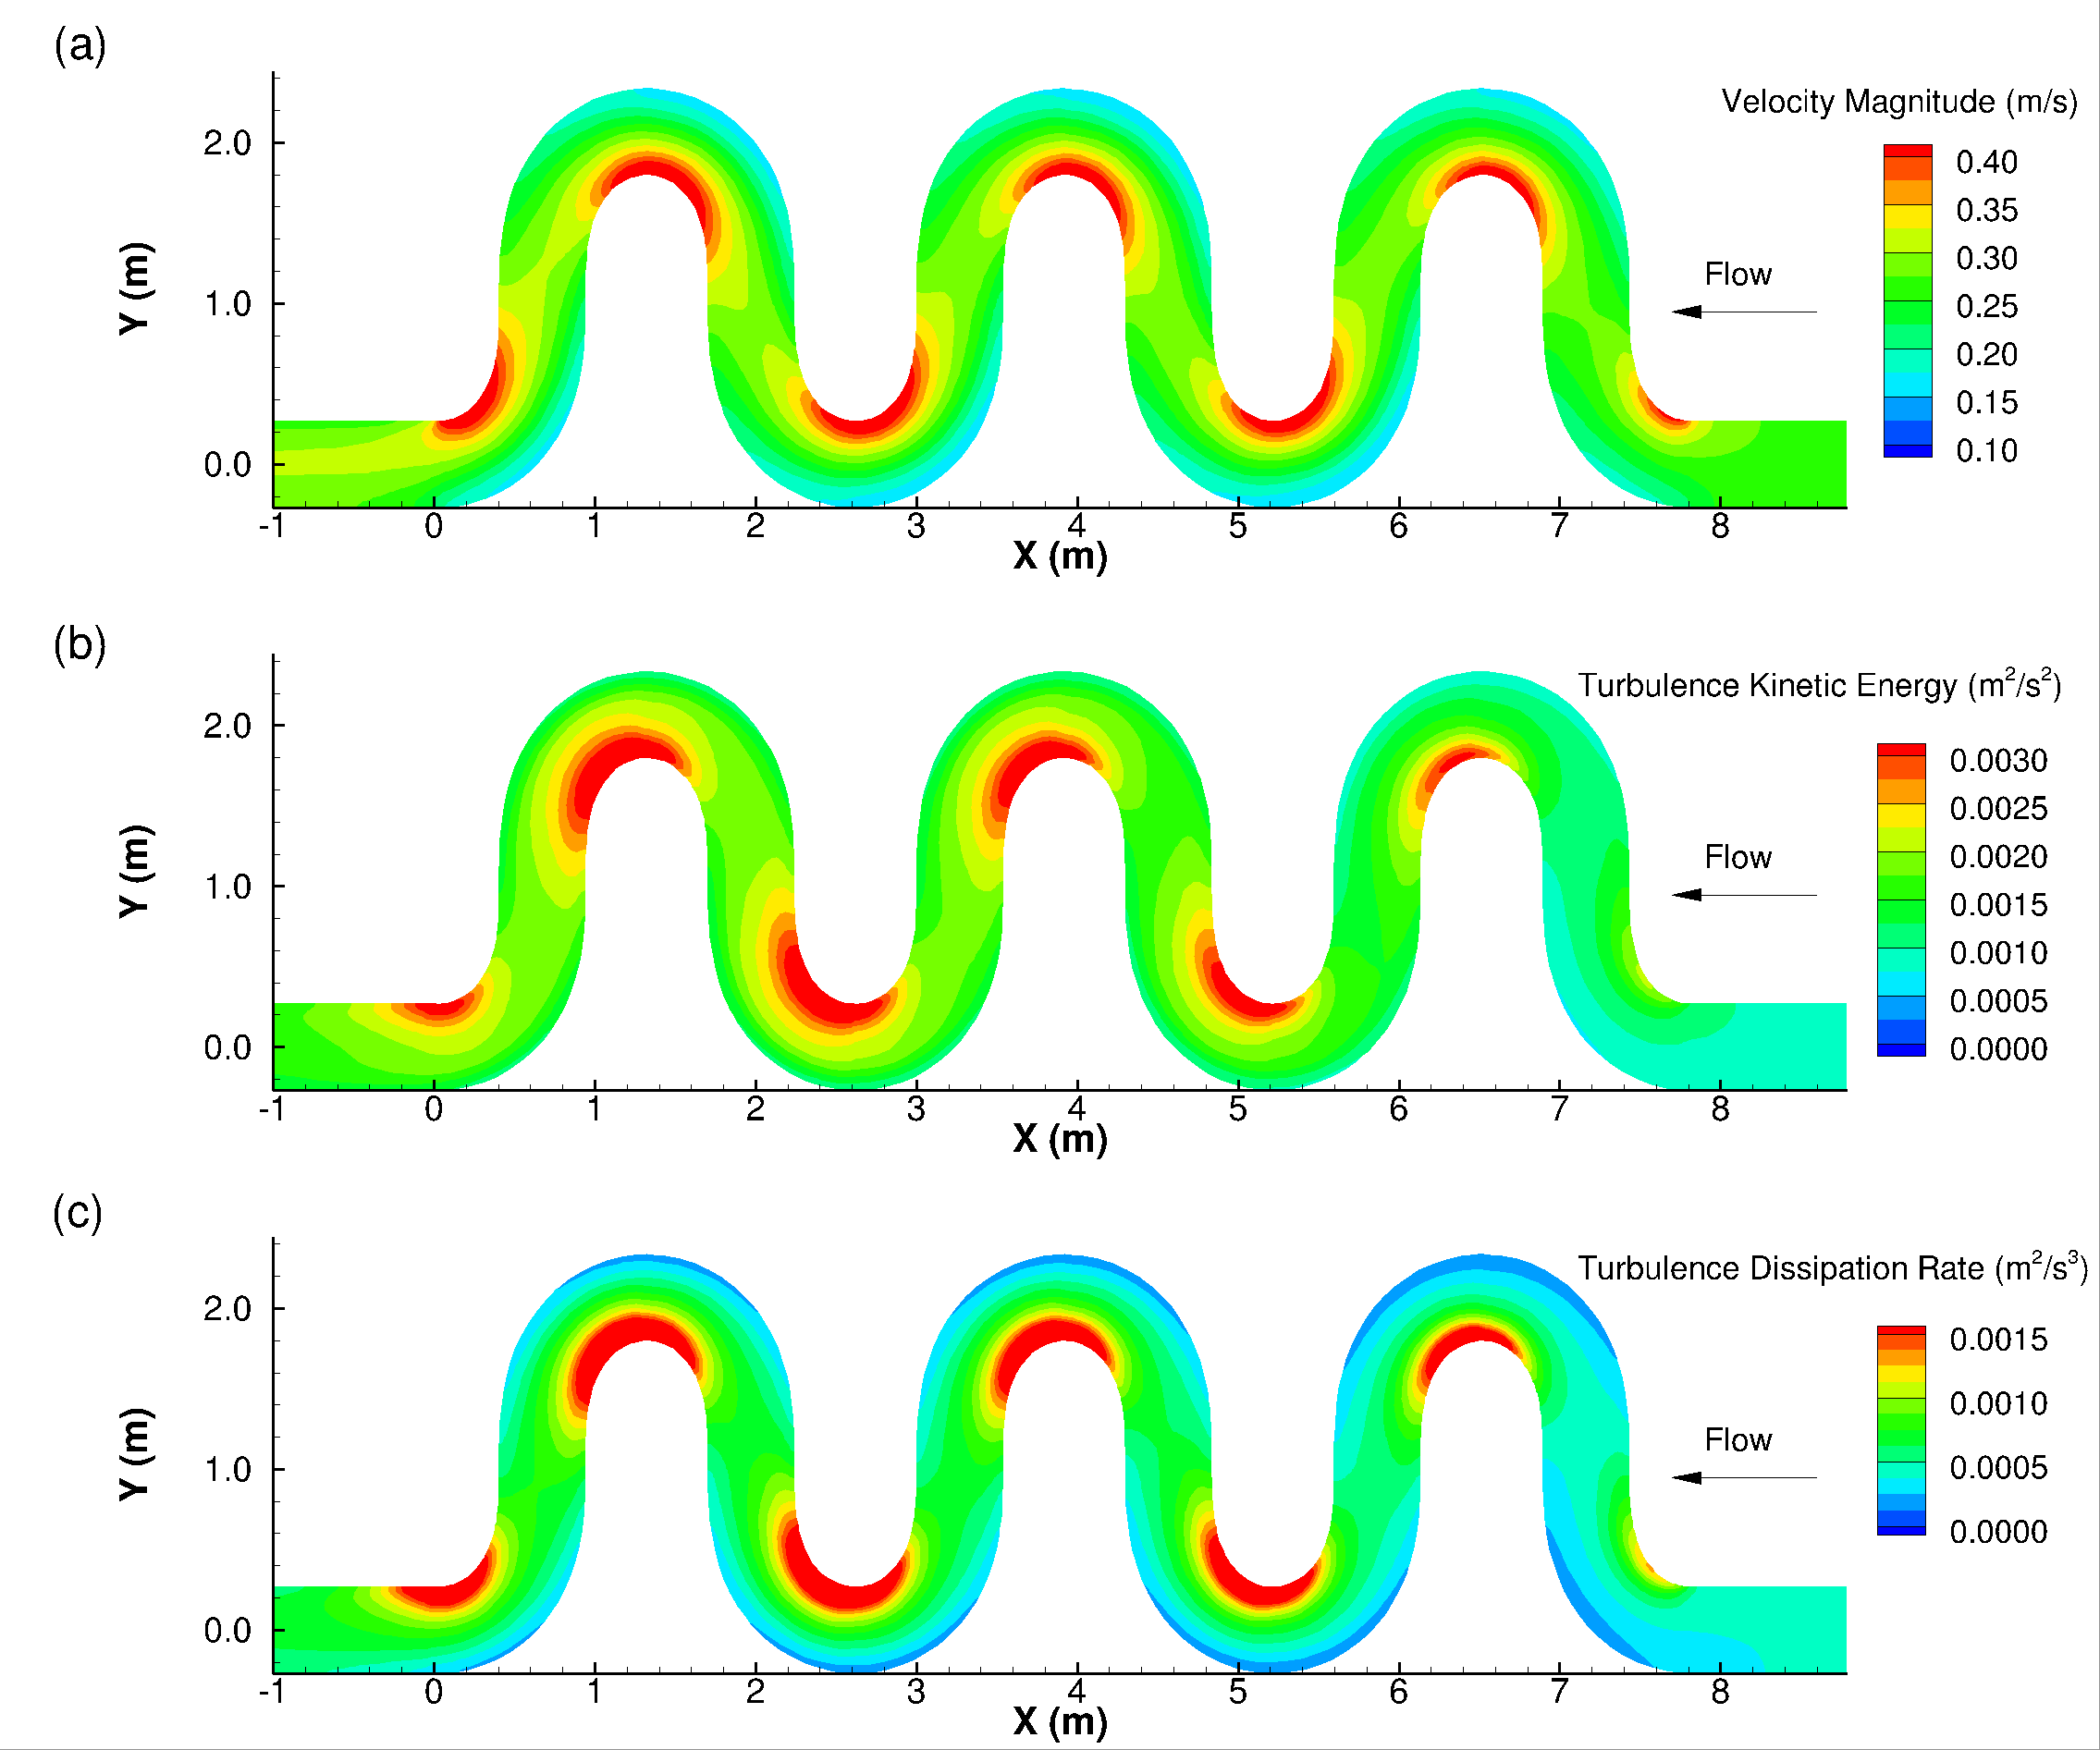 (a)
Velocity Magnitude (m/s)
0.40
0.35
0.30
0.25
0.20
0.15
0.10
Flow
Y (m)
2.0
1.0
0.0
-1 0 1 2 3 4 5 6 7 8
X (m)
(b)
Turbulence Kinetic Energy (m²/s²)
0.0030
0.0025
0.0020
0.0015
0.0010
0.0005
0.0000
Flow
Y (m)
2.0
1.0
0.0
-1 0 1 2 3 4 5 6 7 8
X (m)
(c)
Turbulence Dissipation Rate (m²/s³)
0.0015
0.0010
0.0005
0.0000
Flow
Y (m)
2.0
1.0
0.0
-1 0 1 2 3 4 5 6 7 8
X (m)